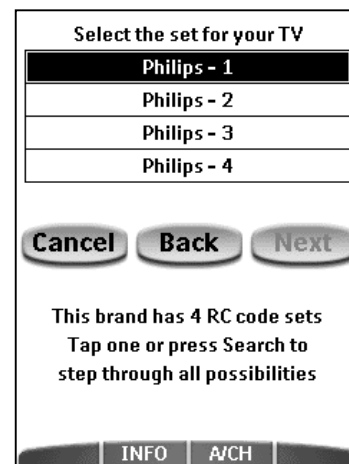 Select the set for your TV
Philips - 1
Philips - 2
Philips - 3
Philips - 4
Cancel Back Next
This brand has 4 RC code sets
Tap one or press Search to
step through all possibilities
INFO A/CH